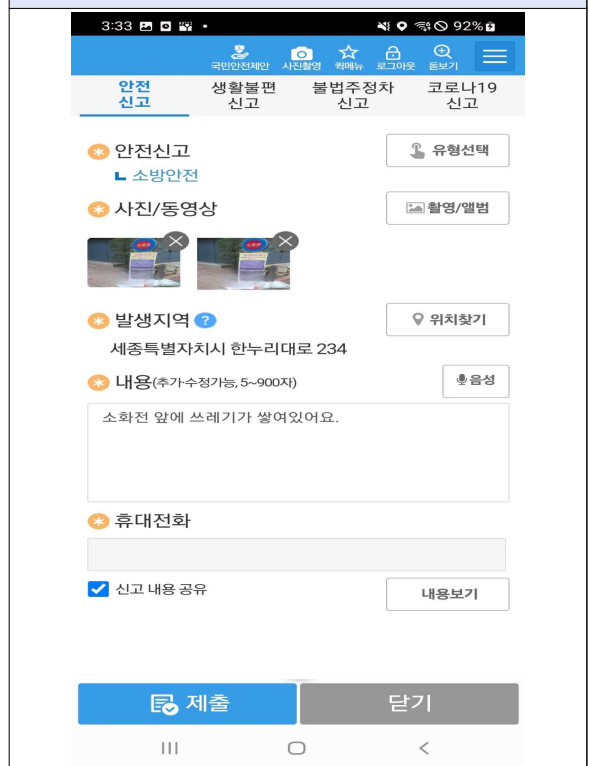 3:33 92%
국민안전제안 사진촬영 퀵메뉴 로그아웃 돋보기
안전 신고
생활불편 신고
불법주정차 신고
코로나19 신고
안전신고 유형선택
소방안전
사진/동영상 촬영/앨범
발생지역 ? 위치찾기
세종특별자치시 한누리대로 234
내용(추가·수정가능, 5~900자) 음성
소화전 앞에 쓰레기가 쌓여있어요.
휴대전화
신고 내용 공유 내용보기
제출 닫기